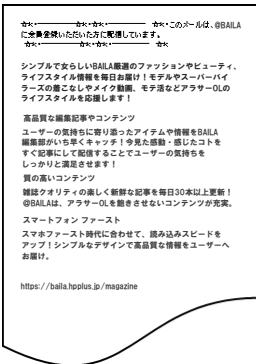 ☆*・――――――☆*・☆*・――――――☆*・☆*・このメールは、@BAILA
に会員登録いただいた方に配信しています。
☆*・――――――☆*・☆*・――――――☆*
シンプルで女らしいBAILA厳選のファッションやビューティ、
ライフスタイル情報を毎日お届け！モデルやスーパーバイ
ラーズの着こなしやメイク動画、モテ活などアラサーOLの
ライフスタイルを応援します！
高品質な編集記事やコンテンツ
ユーザーの気持ちに寄り添ったアイテムや情報をBAILA
編集部がいち早くキャッチ！今見た感動・感じたコトを
すぐ記事にして配信することでユーザーの気持ちを
しっかりと満足させます！
質の高いコンテンツ
雑誌クオリティの楽しく新鮮な記事を毎日30本以上更新！
@BAILAは、アラサーOLを飽きさせないコンテンツが充実。
スマートフォン ファースト
スマホファースト時代に合わせて、読み込みスピードを
アップ！シンプルなデザインで高品質な情報をユーザーへ
お届け。
https://baila.hpplus.jp/magazine